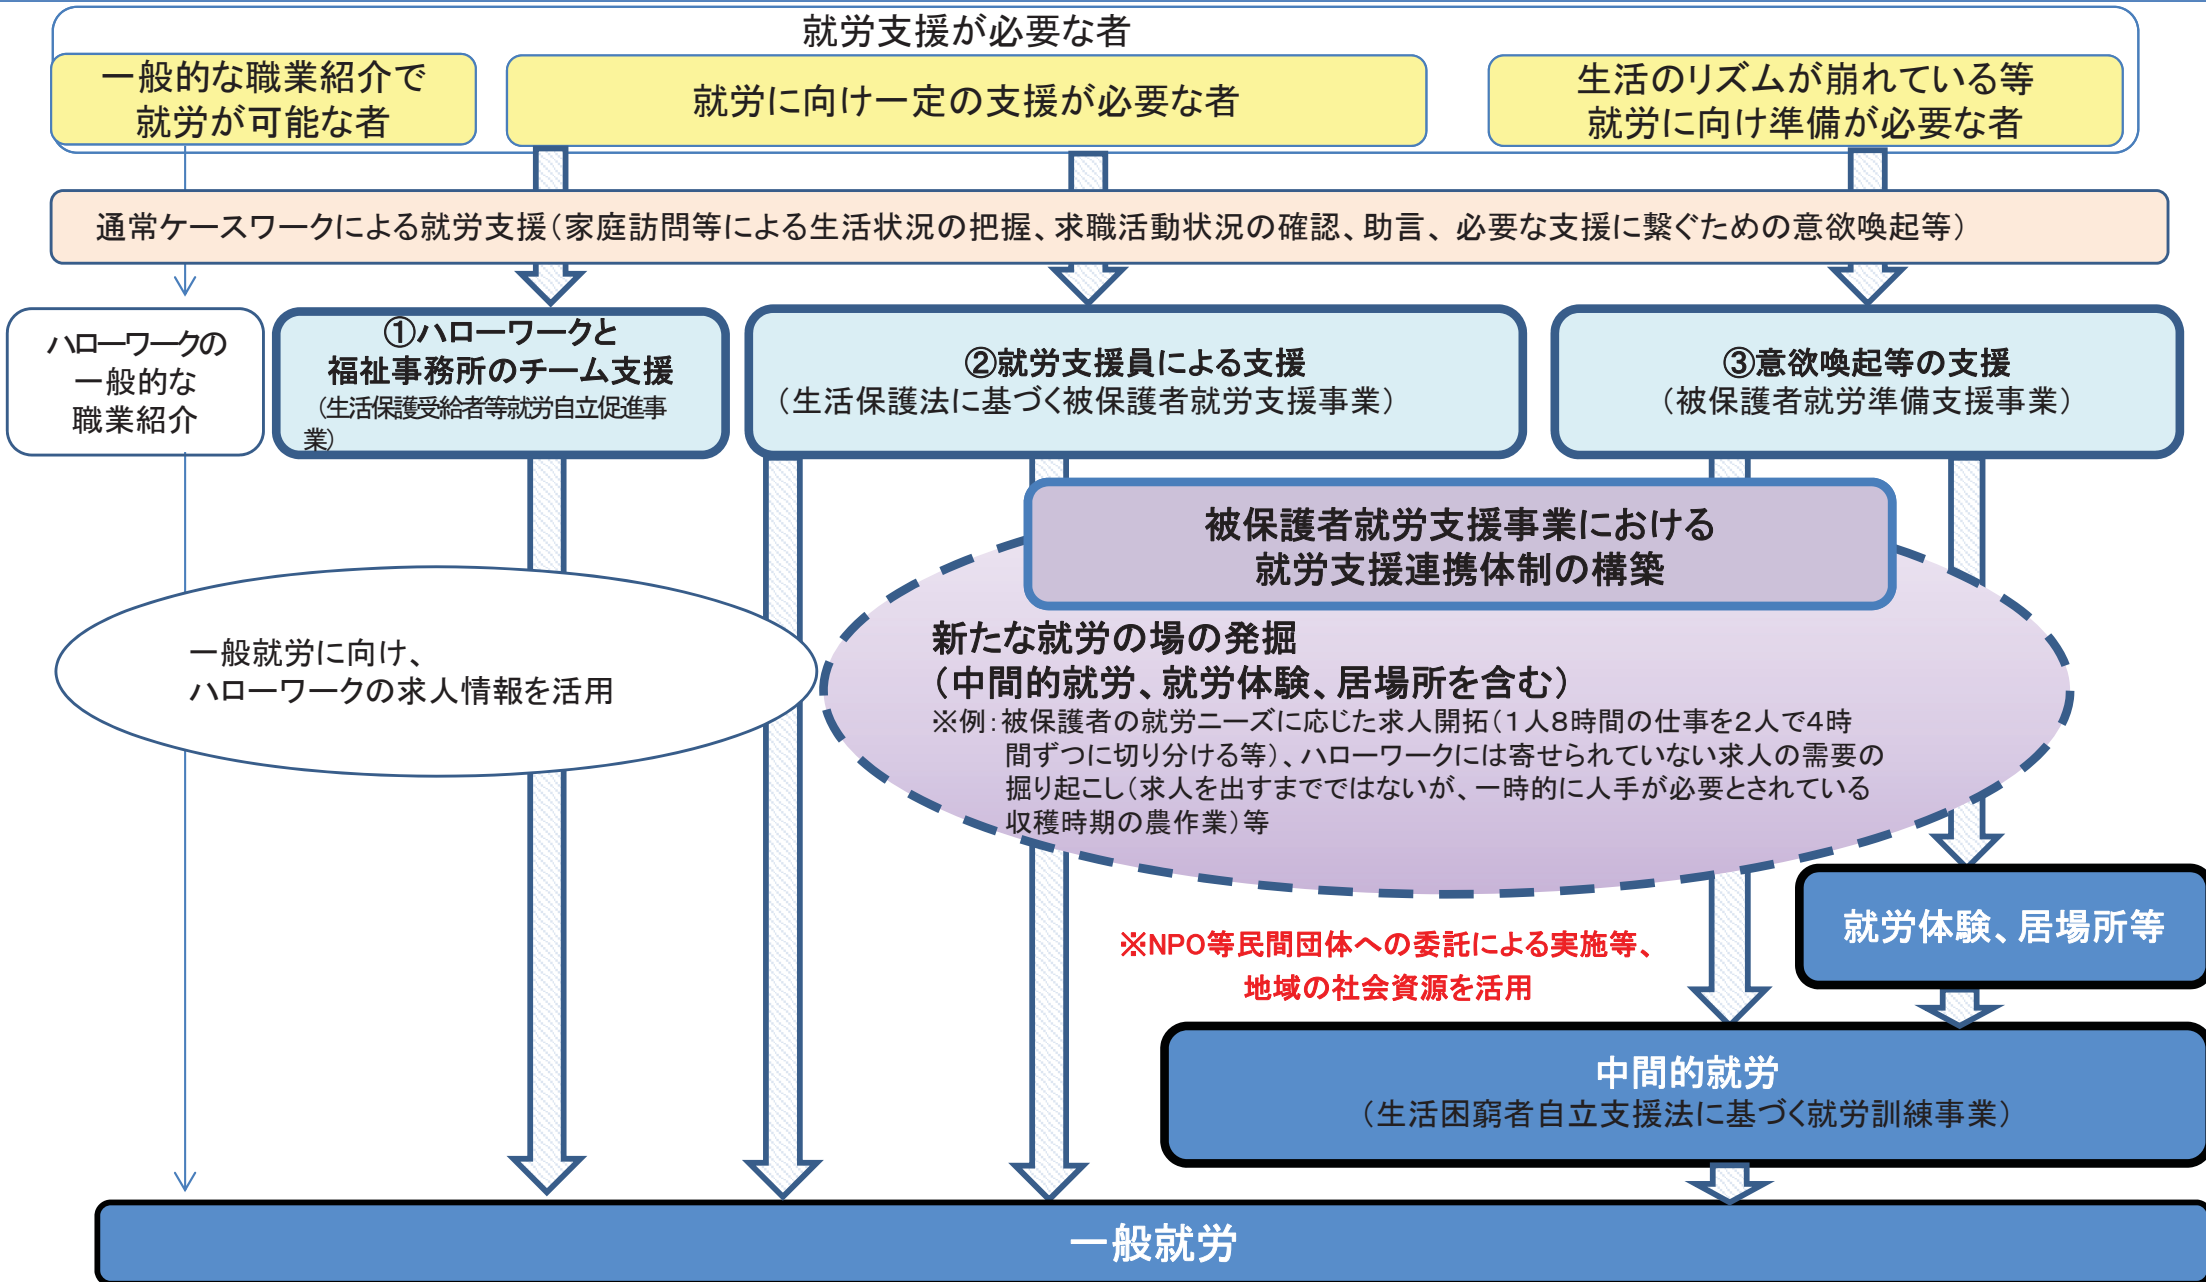 就労支援が必要な者
一般的な職業紹介で
就労が可能な者
就労に向け一定の支援が必要な者
生活のリズムが崩れている等
就労に向け準備が必要な者
通常ケースワークによる就労支援（家庭訪問等による生活状況の把握、求職活動状況の確認、助言、必要な支援に繋ぐための意欲喚起等）
ハローワークの
一般的な
職業紹介
①ハローワークと
福祉事務所のチーム支援
（生活保護受給者等就労自立促進事
業）
②就労支援員による支援
（生活保護法に基づく被保護者就労支援事業）
③意欲喚起等の支援
（被保護者就労準備支援事業）
被保護者就労支援事業における
就労支援連携体制の構築
一般就労に向け、
ハローワークの求人情報を活用
新たな就労の場の発掘
（中間的就労、就労体験、居場所を含む）
※例：被保護者の就労ニーズに応じた求人開拓（１人８時間の仕事を２人で４時
間ずつに切り分ける等）、ハローワークには寄せられていない求人の需要の
掘り起こし（求人を出すまでではないが、一時的に人手が必要とされている
収穫時期の農作業）等
※NPO等民間団体への委託による実施等、
地域の社会資源を活用
就労体験、居場所等
中間的就労
（生活困窮者自立支援法に基づく就労訓練事業）
一般就労